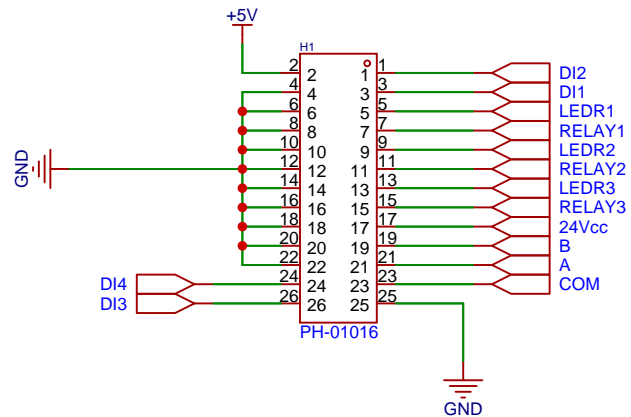 +5V
H1
2 2 1 1 DI2
4 4 3 3 DI1
6 6 5 5 LEDR1
8 8 7 7 RELAY1
10 10 9 9 LEDR2
GND 12 12 11 11 RELAY2
14 14 13 13 LEDR3
16 16 15 15 RELAY3
18 18 17 17 24Vcc
20 20 19 19 B
22 22 21 21 A
DI4 24 24 23 23 COM
DI3 26 26 25 25
PH-01016
GND